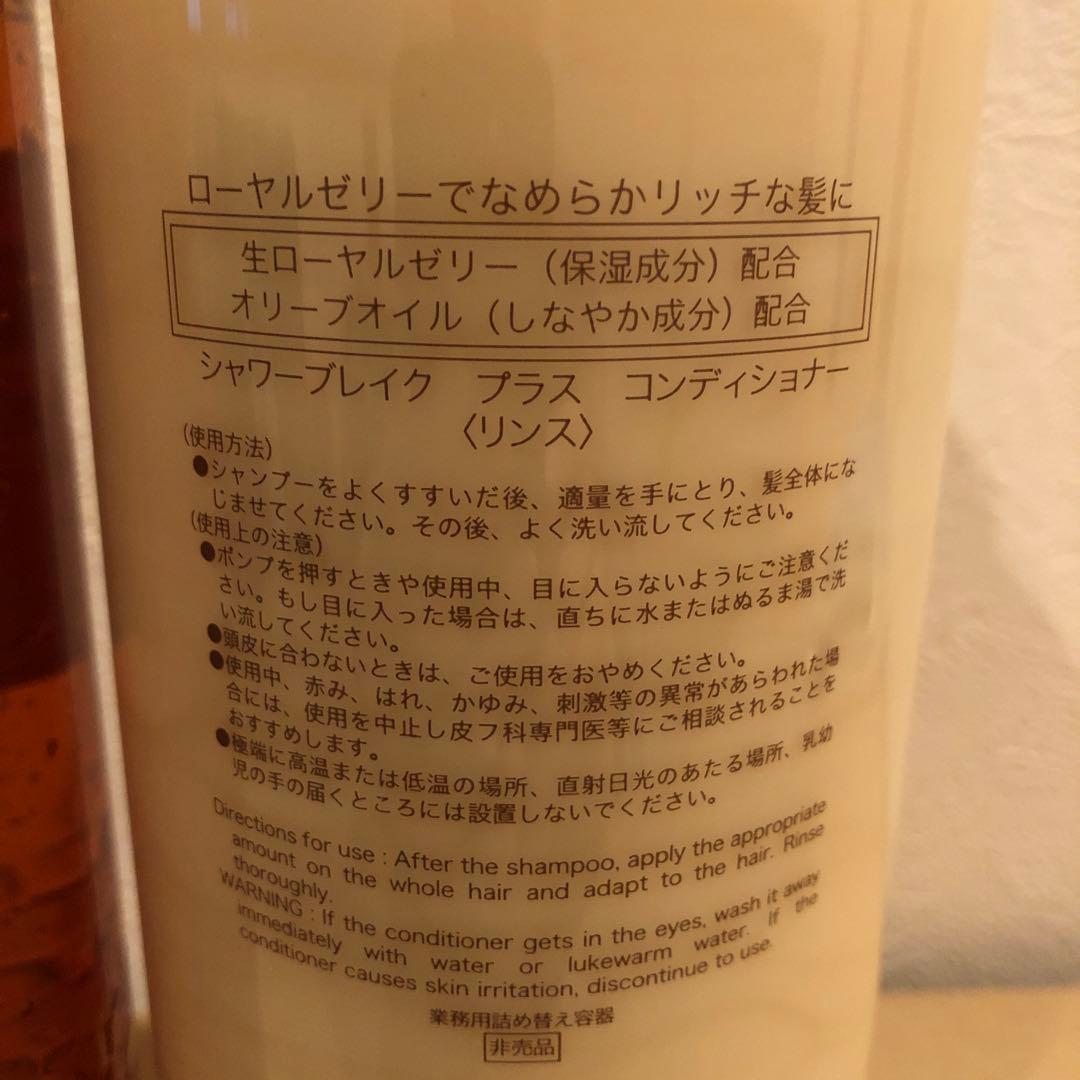 ローヤルゼリーでなめらかリッチな髪に
生ローヤルゼリー（保湿成分）配合
オリーブオイル（しなやか成分）配合
シャワーブレイク　プラス　コンディショナー
〈リンス〉
(使用方法)
●シャンプーをよくすすいだ後、適量を手にとり、髪全体にな
じませてください。その後、よく洗い流してください。
(使用上の注意)
●ポンプを押すときや使用中、目に入らないようにご注意くだ
さい。もし目に入った場合は、直ちに水またはぬるま湯で洗
い流してください。
●頭皮に合わないときは、ご使用をおやめください。
●使用中、赤み、はれ、かゆみ、刺激等の異常があらわれた場
合には、使用を中止し皮フ科専門医等にご相談されることを
おすすめします。
●極端に高温または低温の場所、直射日光のあたる場所、乳幼
児の手の届くところには設置しないでください。
Directions for use : After the shampoo, apply the appropriate
amount on the whole hair and adapt to the hair. Rinse
thoroughly.
WARNING : If the conditioner gets in the eyes, wash it away
immediately with water or lukewarm water. If the
conditioner causes skin irritation, discontinue to use.
業務用詰め替え容器
非売品